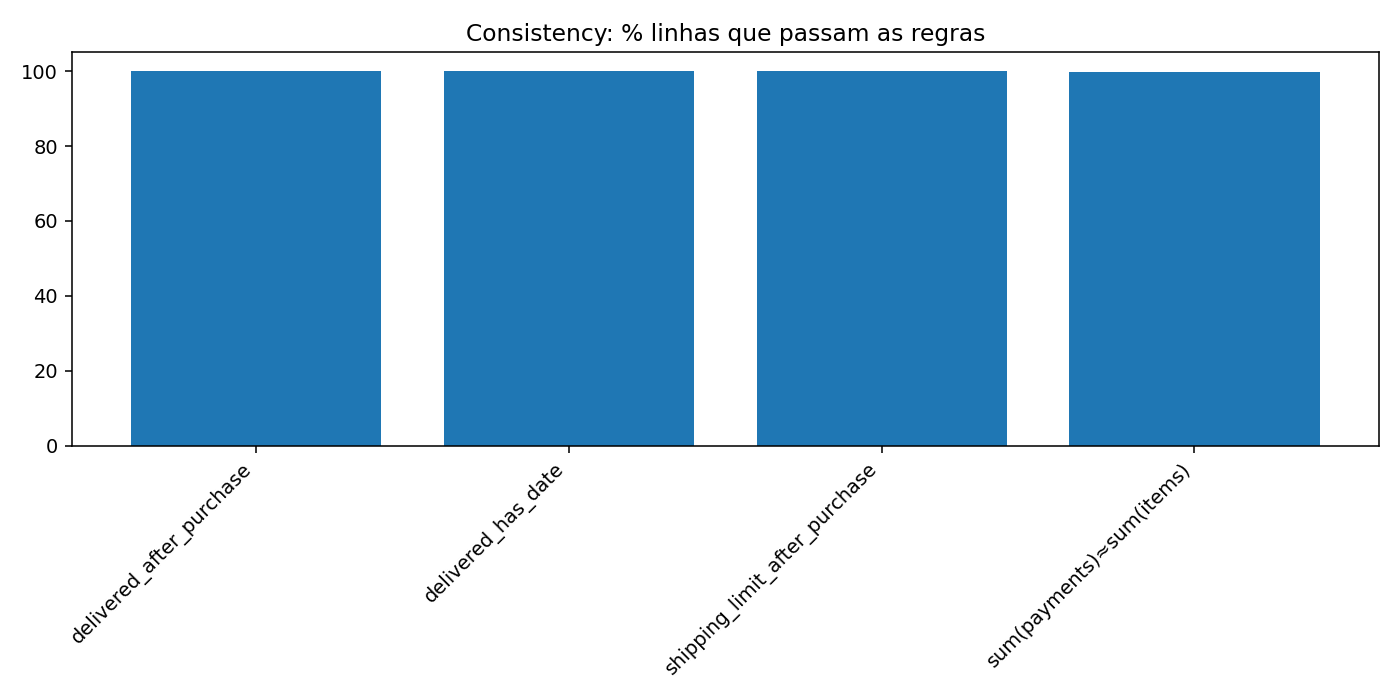 Consistency: % linhas que passam as regras
100
80
60
40
20
0
delivered_after_purchase
delivered_has_date
shipping_limit_after_purchase
sum(payments)≈sum(items)